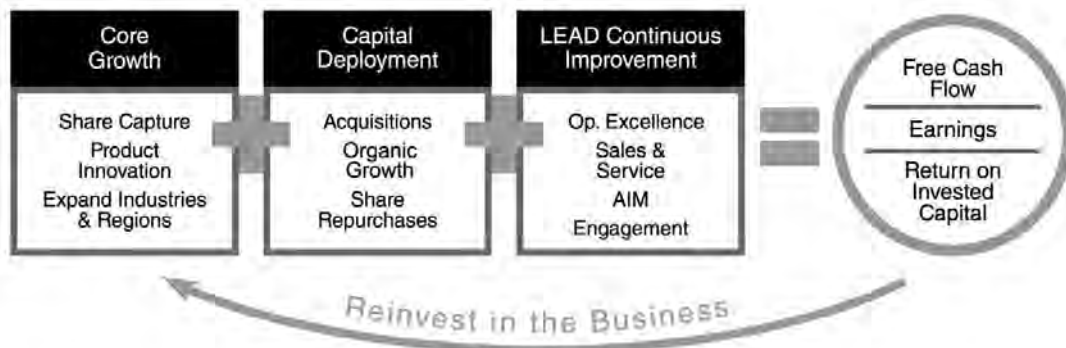 Core
Growth
Share Capture
Product
Innovation
Expand Industries
& Regions
Capital
Deployment
Acquisitions
Organic
Growth
Share
Repurchases
LEAD Continuous
Improvement
Op. Excellence
Sales &
Service
AIM
Engagement
Free Cash
Flow
Earnings
Return on
Invested
Capital
Reinvest in the Business